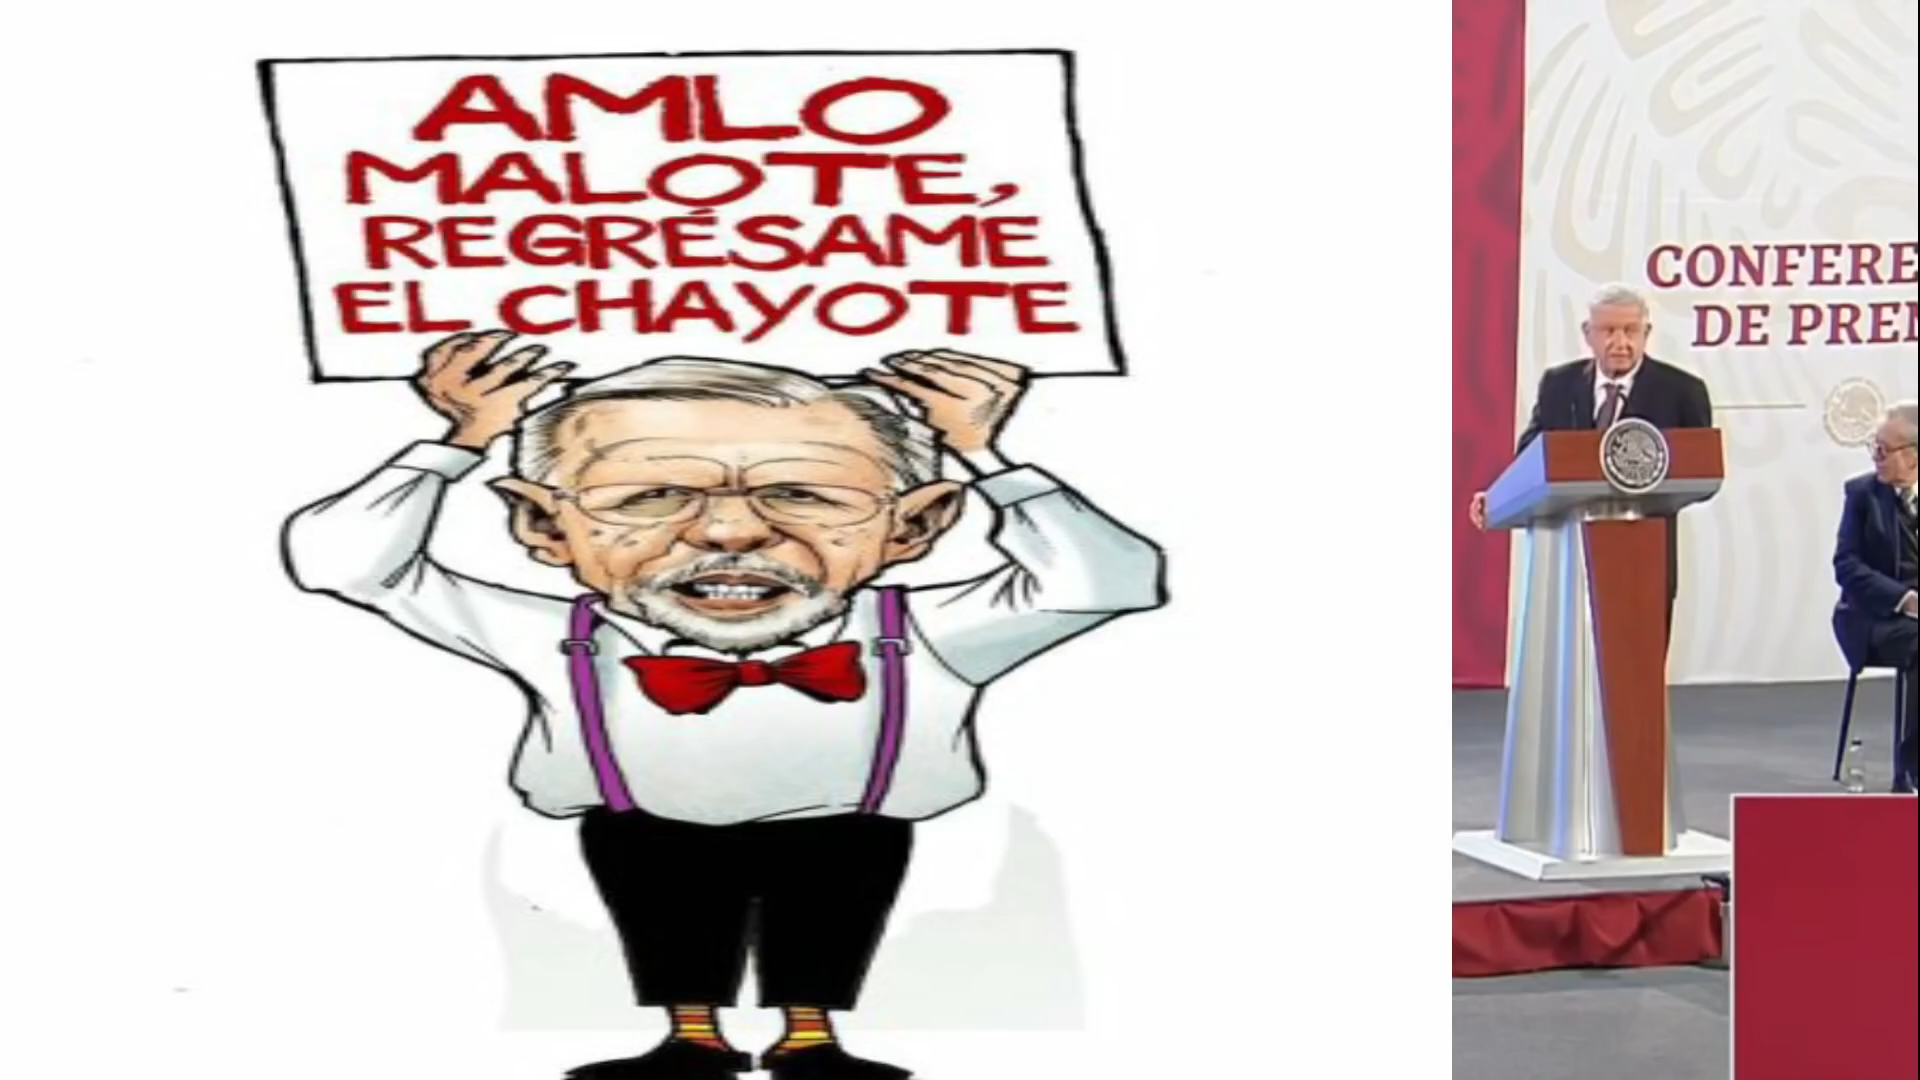 AMLO
MALOTE,
REGRÉSAME
EL CHAYOTE
CONFERE
DE PREN